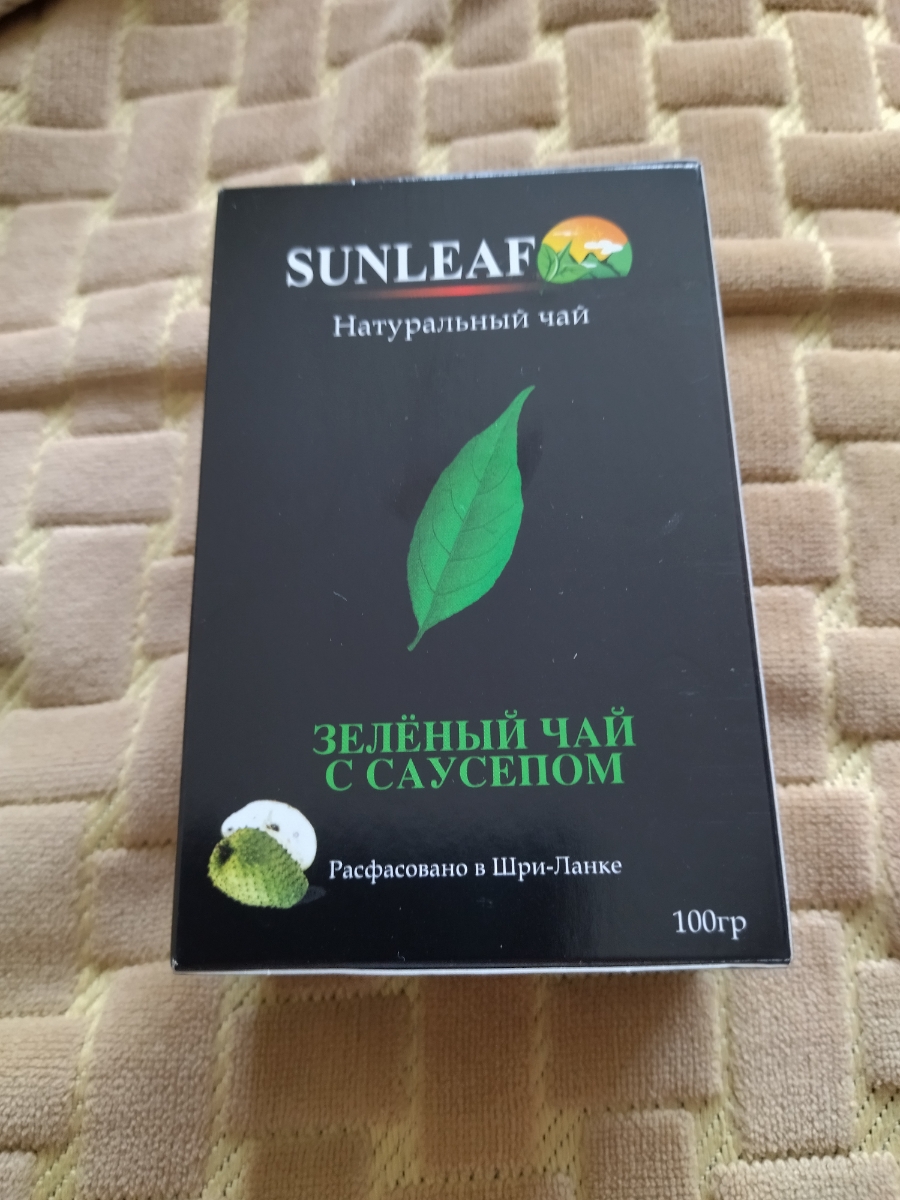 SUNLEAF
Натуральный чай
ЗЕЛЁНЫЙ ЧАЙ
С САУСЕПОМ
Расфасовано в Шри-Ланке
100гр